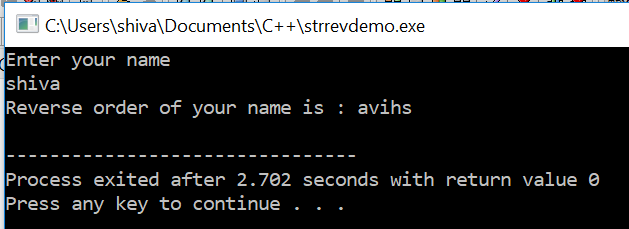 C:\Users\shiva\Documents\C++\strrevdemo.exe
Enter your name
shiva
Reverse order of your name is : avihs
--------------------------------
Process exited after 2.702 seconds with return value 0
Press any key to continue . . .